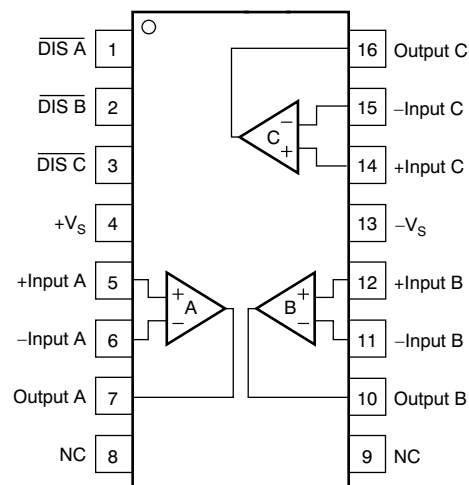 DIS A 1 16 Output C
DIS B 2 15 −Input C
− C +
DIS C 3 14 +Input C
+VS 4 13 −VS
+Input A 5 12 +Input B
+ A − + B −
−Input A 6 11 −Input B
Output A 7 10 Output B
NC 8 9 NC